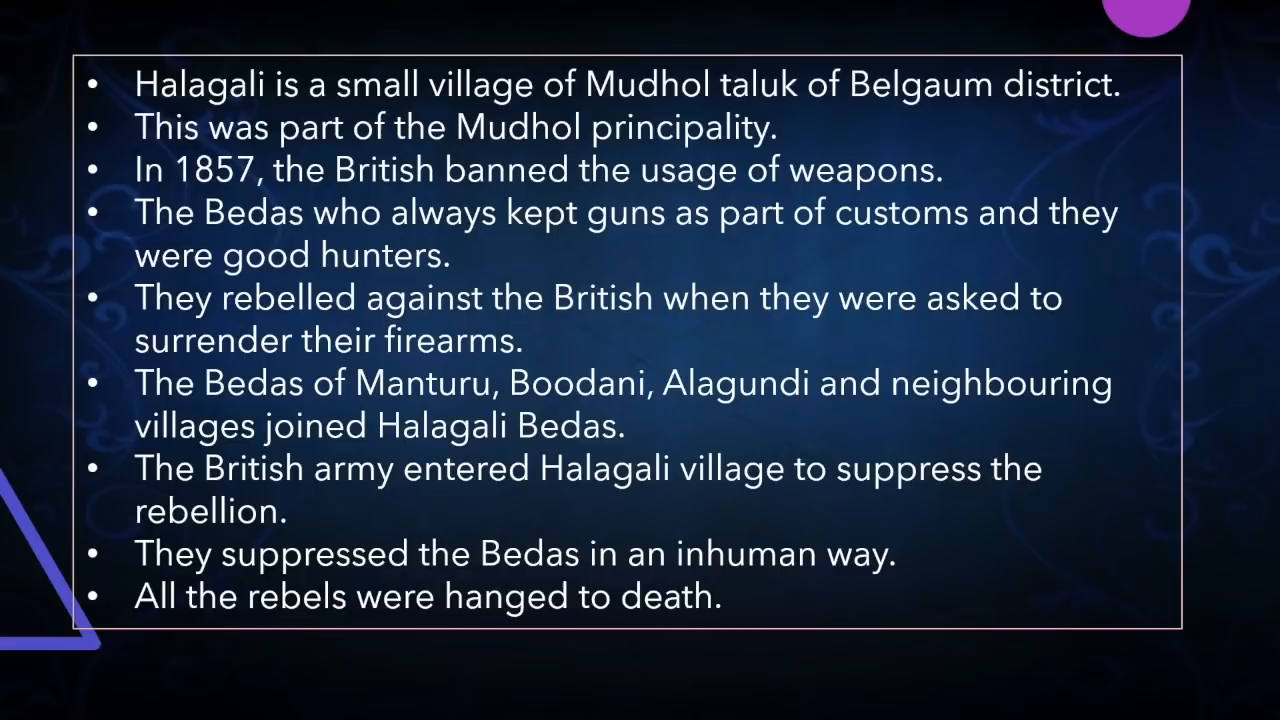 • Halagali is a small village of Mudhol taluk of Belgaum district.
• This was part of the Mudhol principality.
• In 1857, the British banned the usage of weapons.
• The Bedas who always kept guns as part of customs and they
were good hunters.
• They rebelled against the British when they were asked to
surrender their firearms.
• The Bedas of Manturu, Boodani, Alagundi and neighbouring
villages joined Halagali Bedas.
• The British army entered Halagali village to suppress the
rebellion.
• They suppressed the Bedas in an inhuman way.
• All the rebels were hanged to death.